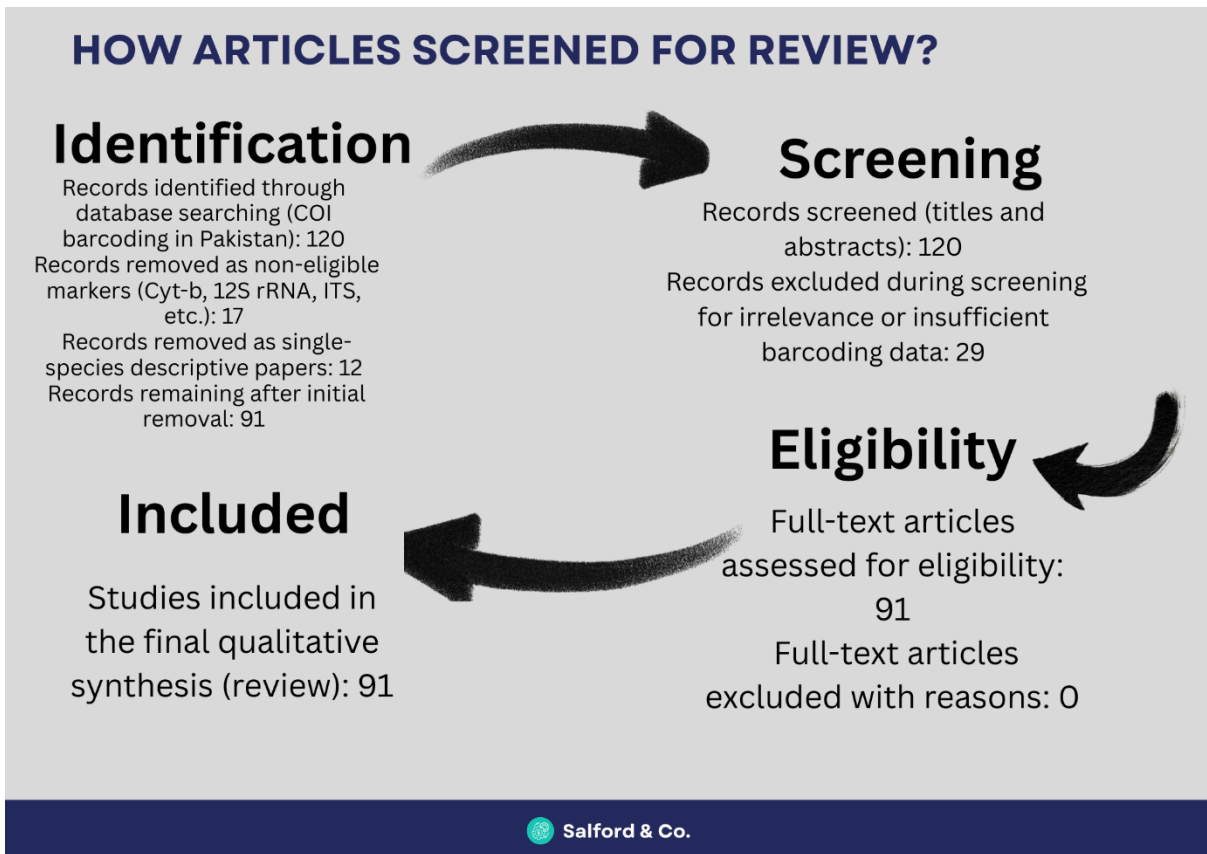 HOW ARTICLES SCREENED FOR REVIEW?
Identification
Records identified through
database searching (COI
barcoding in Pakistan): 120
Records removed as non-eligible
markers (Cyt-b, 12S rRNA, ITS,
etc.): 17
Records removed as single-
species descriptive papers: 12
Records remaining after initial
removal: 91
Screening
Records screened (titles and
abstracts): 120
Records excluded during screening
for irrelevance or insufficient
barcoding data: 29
Eligibility
Full-text articles
assessed for eligibility:
91
Full-text articles
excluded with reasons: 0
Included
Studies included in
the final qualitative
synthesis (review): 91
Salford & Co.